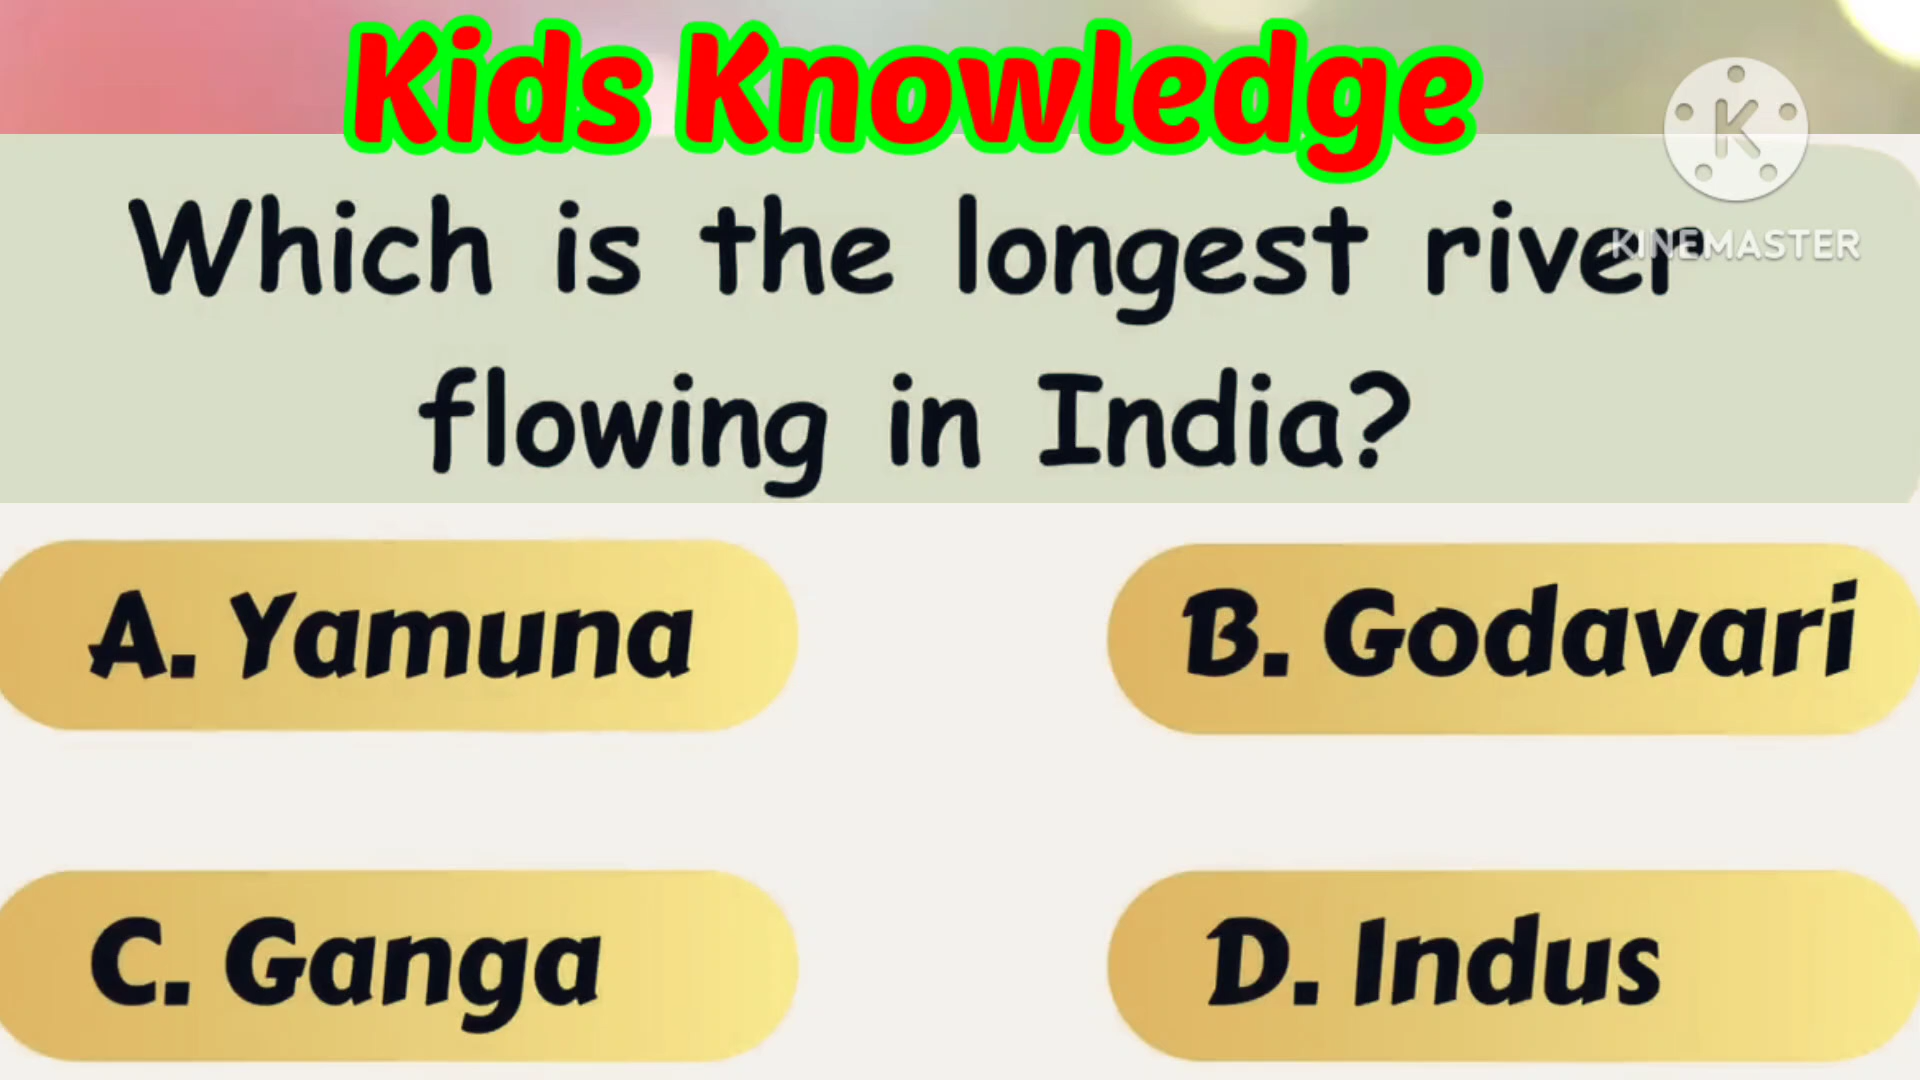 Kids Knowledge
K
KINEMASTER
Which is the longest river
flowing in India?
A. Yamuna
B. Godavari
C. Ganga
D. Indus